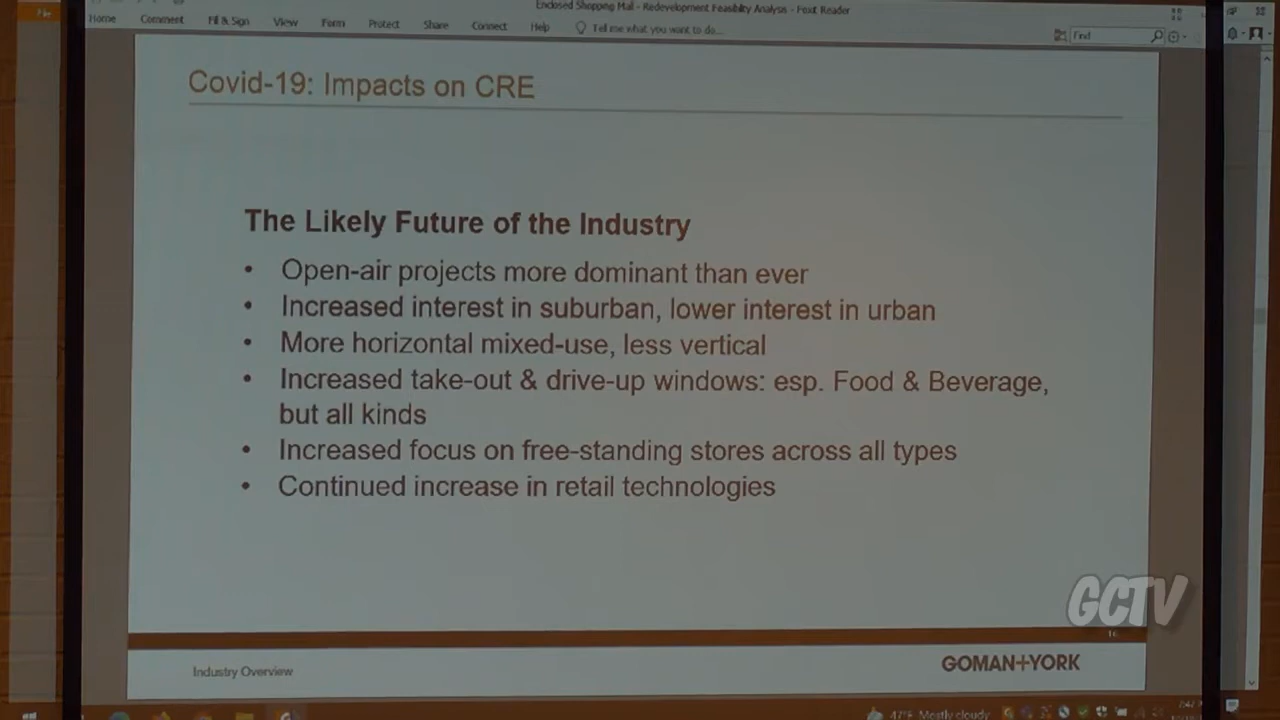 Enclosed Shopping Mall - Redevelopment Feasibility Analysis - Foxit Reader
Home Comment Fill & Sign View Form Protect Share Connect Help Tell me what you want to do...
Find
Covid-19: Impacts on CRE
The Likely Future of the Industry
• Open-air projects more dominant than ever
• Increased interest in suburban, lower interest in urban
• More horizontal mixed-use, less vertical
• Increased take-out & drive-up windows: esp. Food & Beverage,
but all kinds
• Increased focus on free-standing stores across all types
• Continued increase in retail technologies
GCTV
16
Industry Overview
GOMAN+YORK
47°F Mostly cloudy